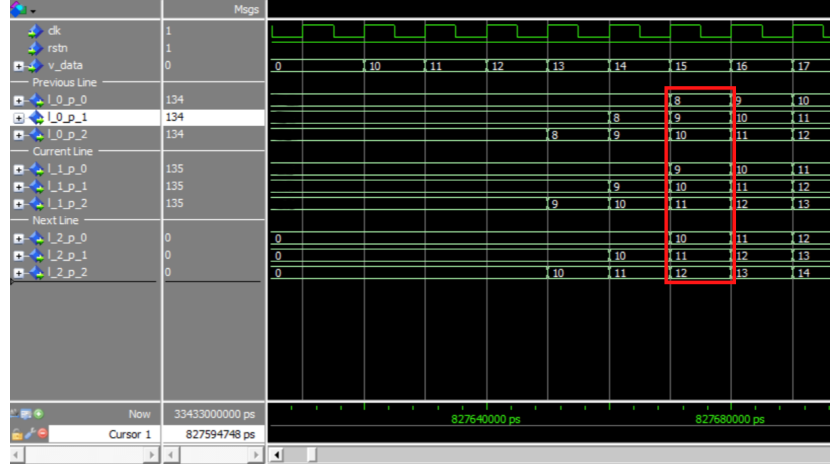 Msgs
clk 1
rstn 1
v_data 0 0 10 11 12 13 14 15 16 17
Previous Line
l_0_p_0 134 8 9 10
l_0_p_1 134 8 9 10 11
l_0_p_2 134 8 9 10 11 12
Current Line
l_1_p_0 135 9 10 11
l_1_p_1 135 9 10 11 12
l_1_p_2 135 9 10 11 12 13
Next Line
l_2_p_0 0 0 10 11 12
l_2_p_1 0 0 10 11 12 13
l_2_p_2 0 0 10 11 12 13 14
Now 33433000000 ps 827640000 ps 827680000 ps
Cursor 1 827594748 ps